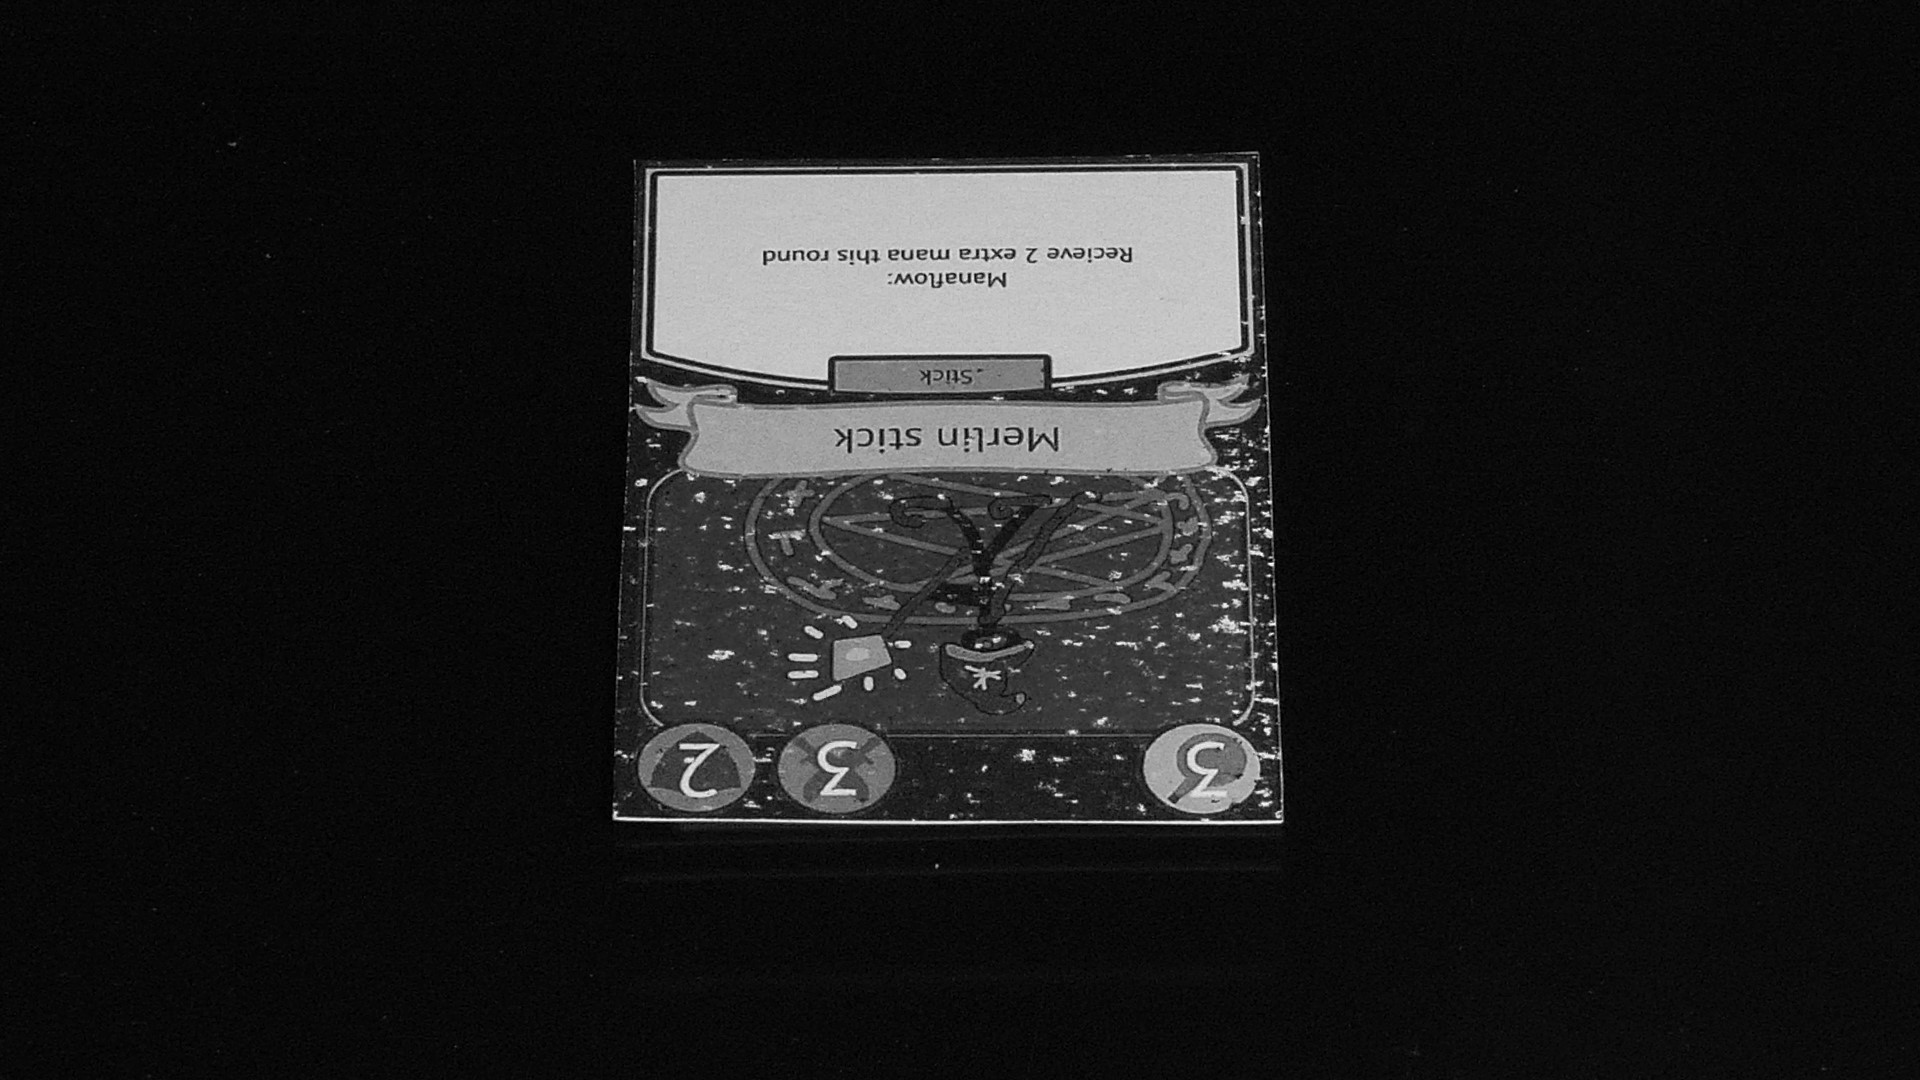 3 3 2
Merlin stick
Stick
Manaflow:
Recieve 2 extra mana this round